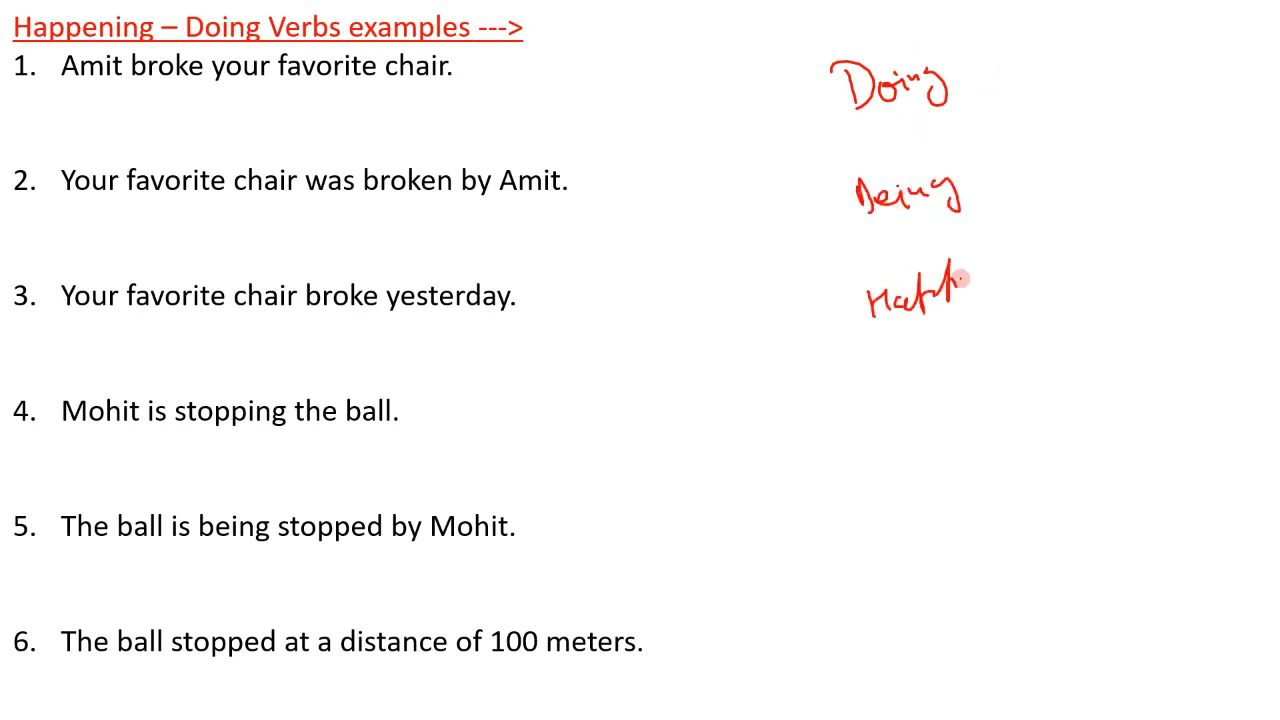 Happening – Doing Verbs examples --->
1. Amit broke your favorite chair.
Doing
2. Your favorite chair was broken by Amit.
Being
3. Your favorite chair broke yesterday.
Happ
4. Mohit is stopping the ball.
5. The ball is being stopped by Mohit.
6. The ball stopped at a distance of 100 meters.